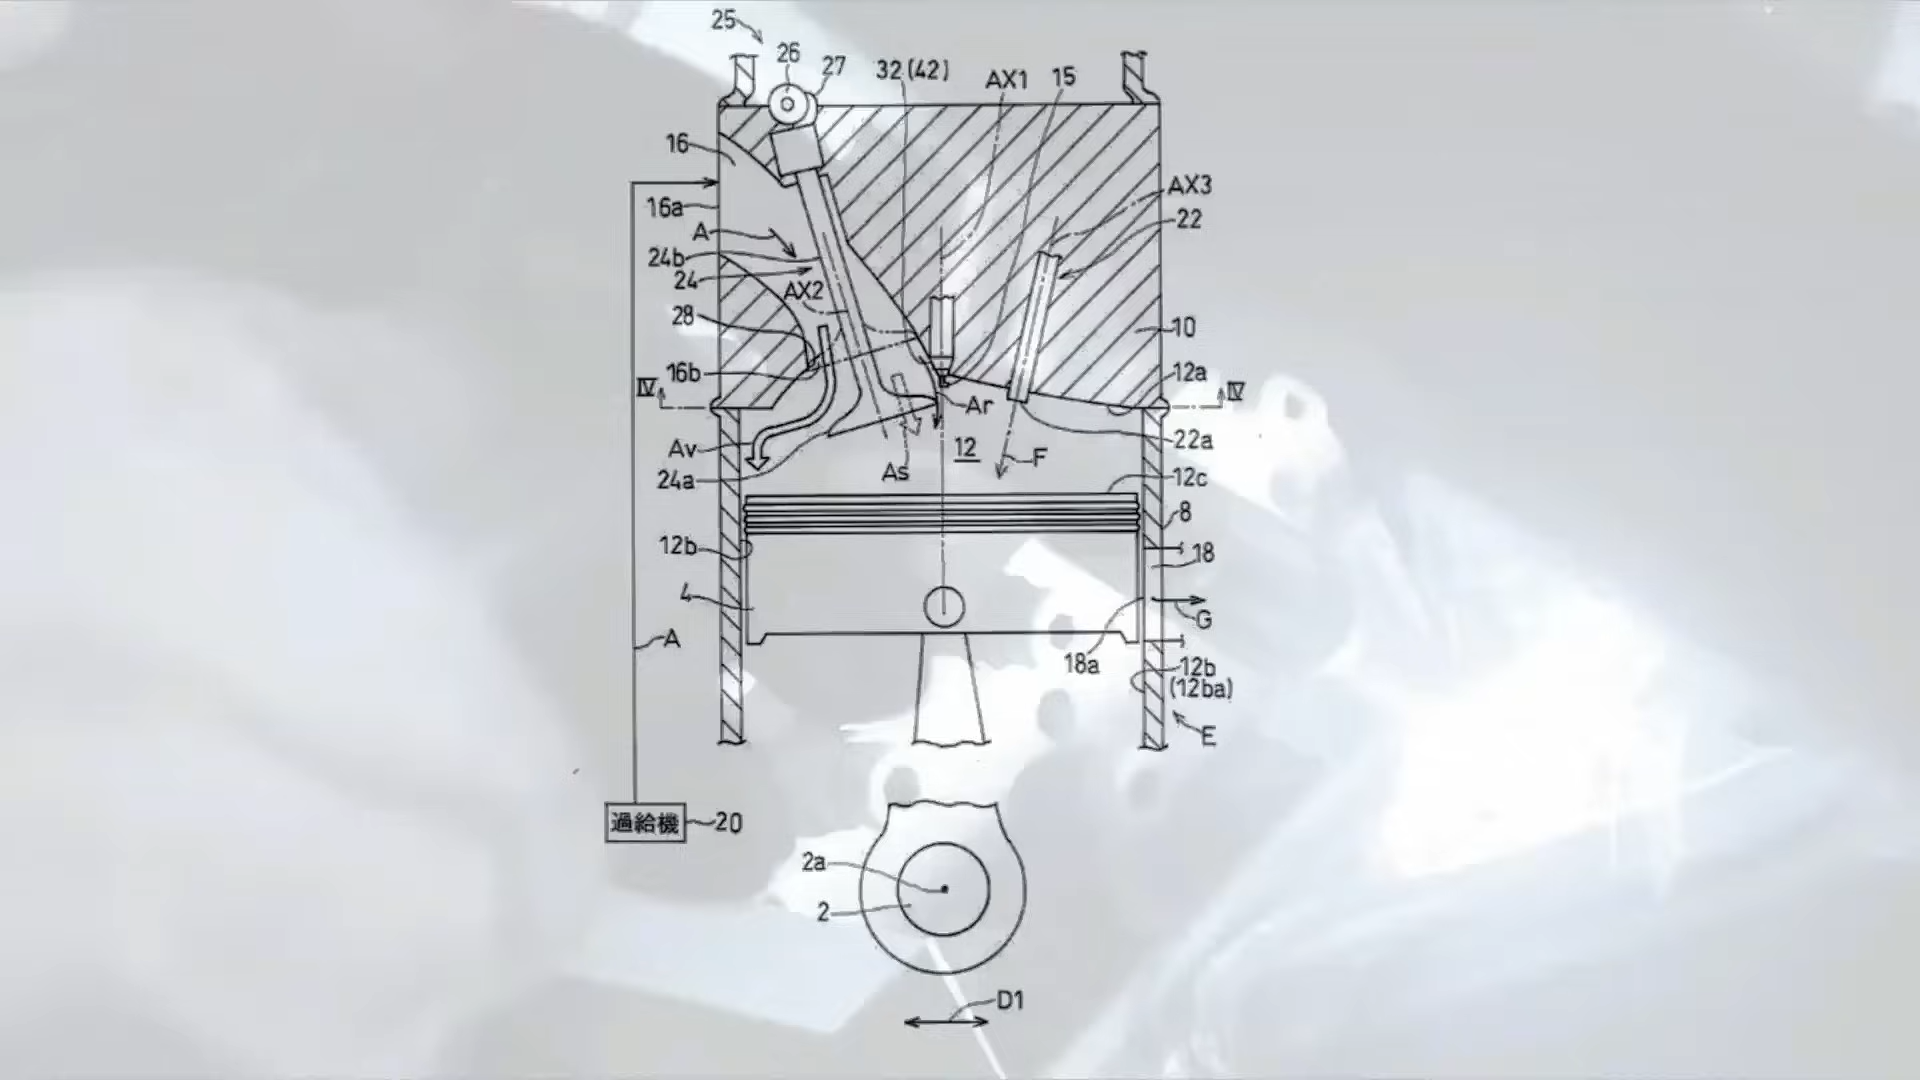 25
26
27
32(42)
AX1
15
16
AX3
16a
22
A
24b
24
AX2
28
10
16b
12a
IV
IV
Ar
22a
Av
12
F
As
24a
12c
8
12b
18
4
G
A
18a
12b
(12ba)
E
過給機
20
2a
2
D1